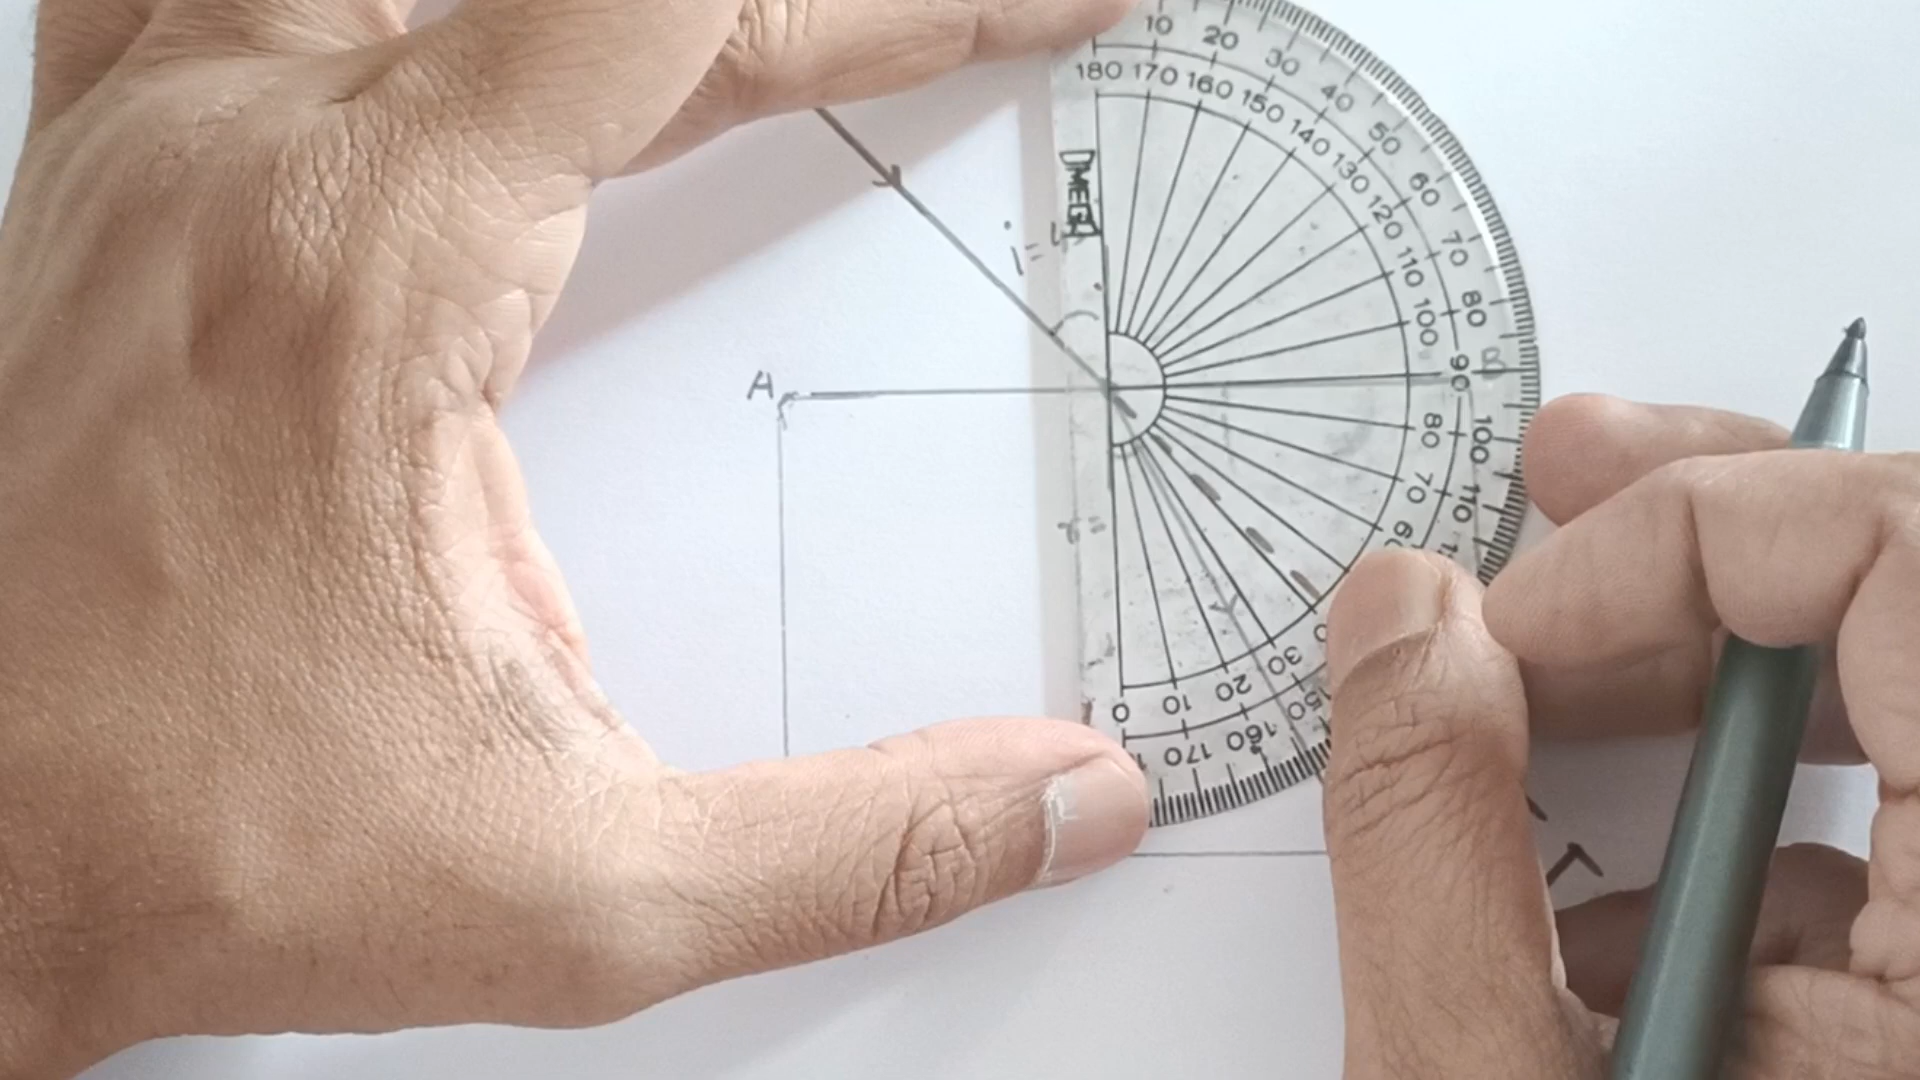 10 20 30 40 50 60 70 80 90 100 110
180 170 160 150 140 130 120 110 100 90 80 70 60
OMEGA
i=
A
B
r=
30 20 10 0
150 160 170